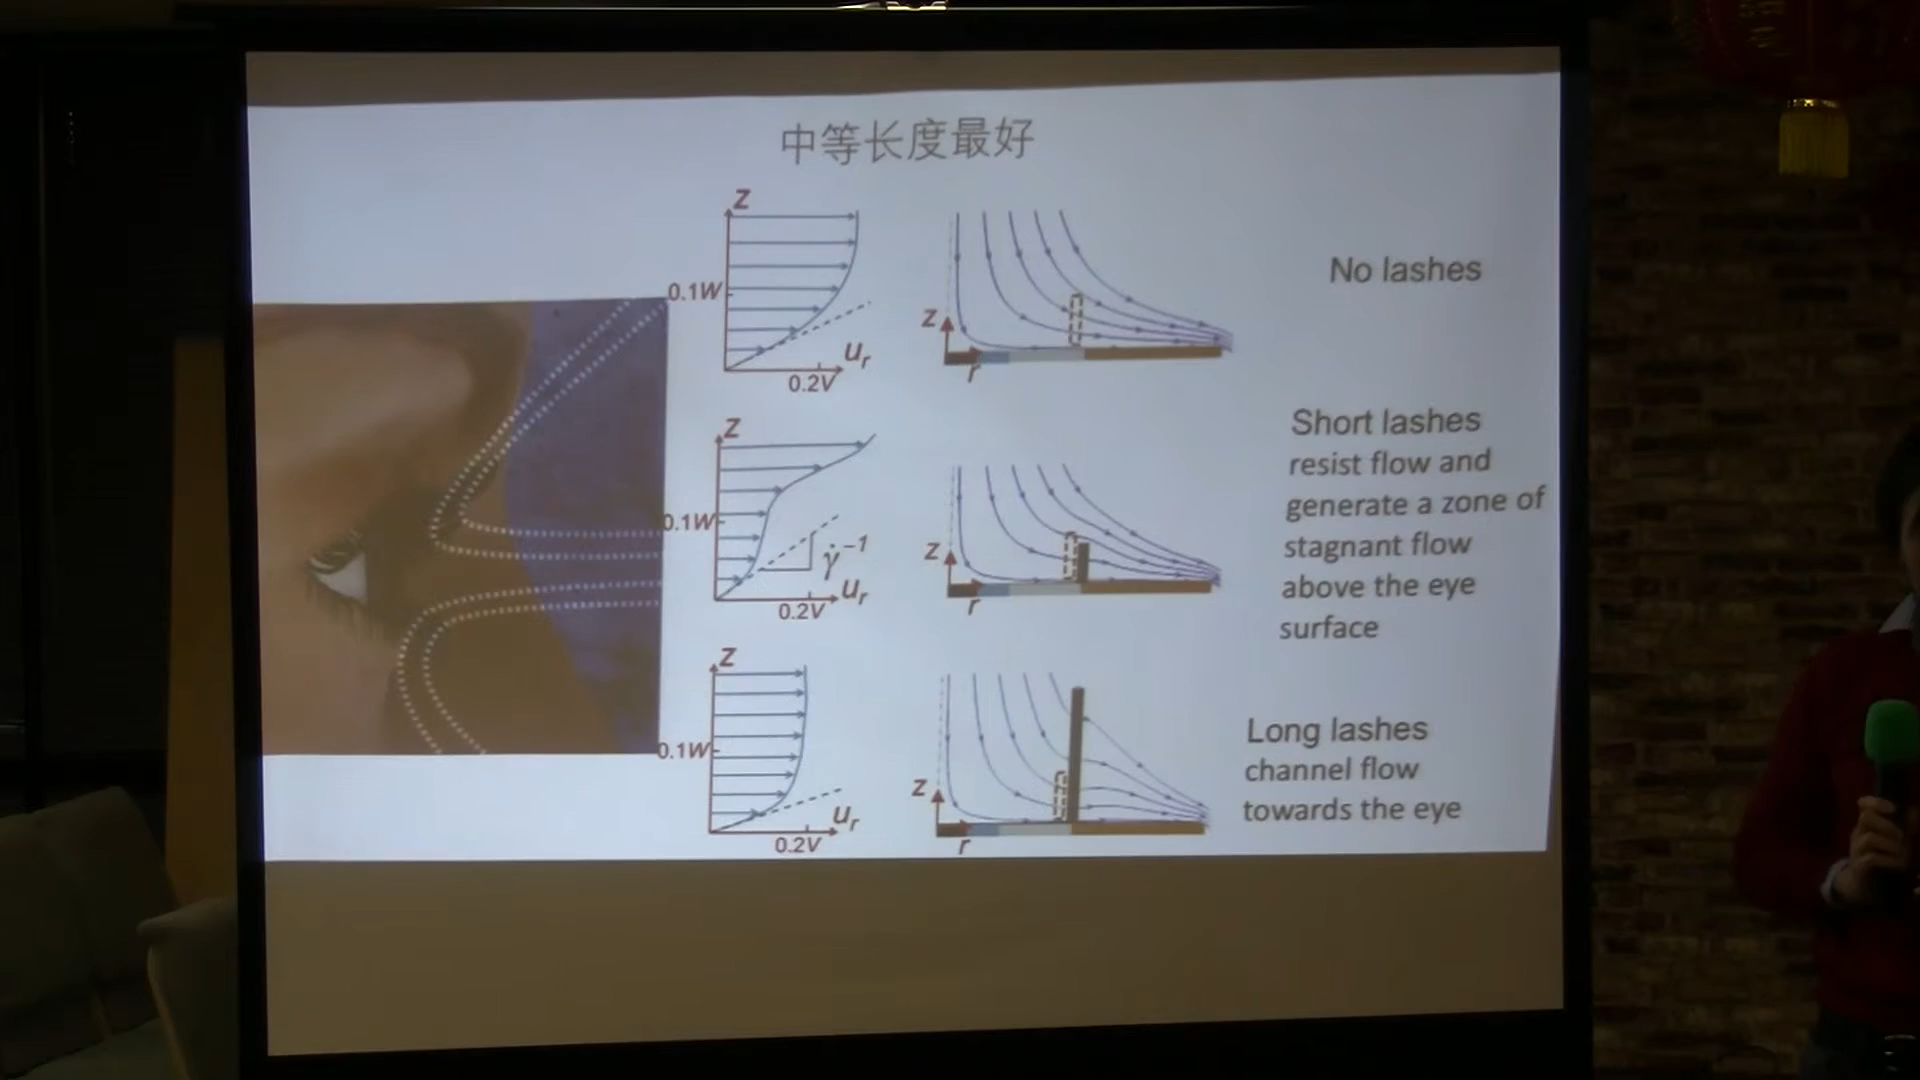 中等长度最好
z
0.1W
u_r
0.2V
z
r
No lashes
z
0.1W
γ̇⁻¹
u_r
0.2V
z
r
Short lashes
resist flow and
generate a zone of
stagnant flow
above the eye
surface
z
0.1W
u_r
0.2V
z
r
Long lashes
channel flow
towards the eye